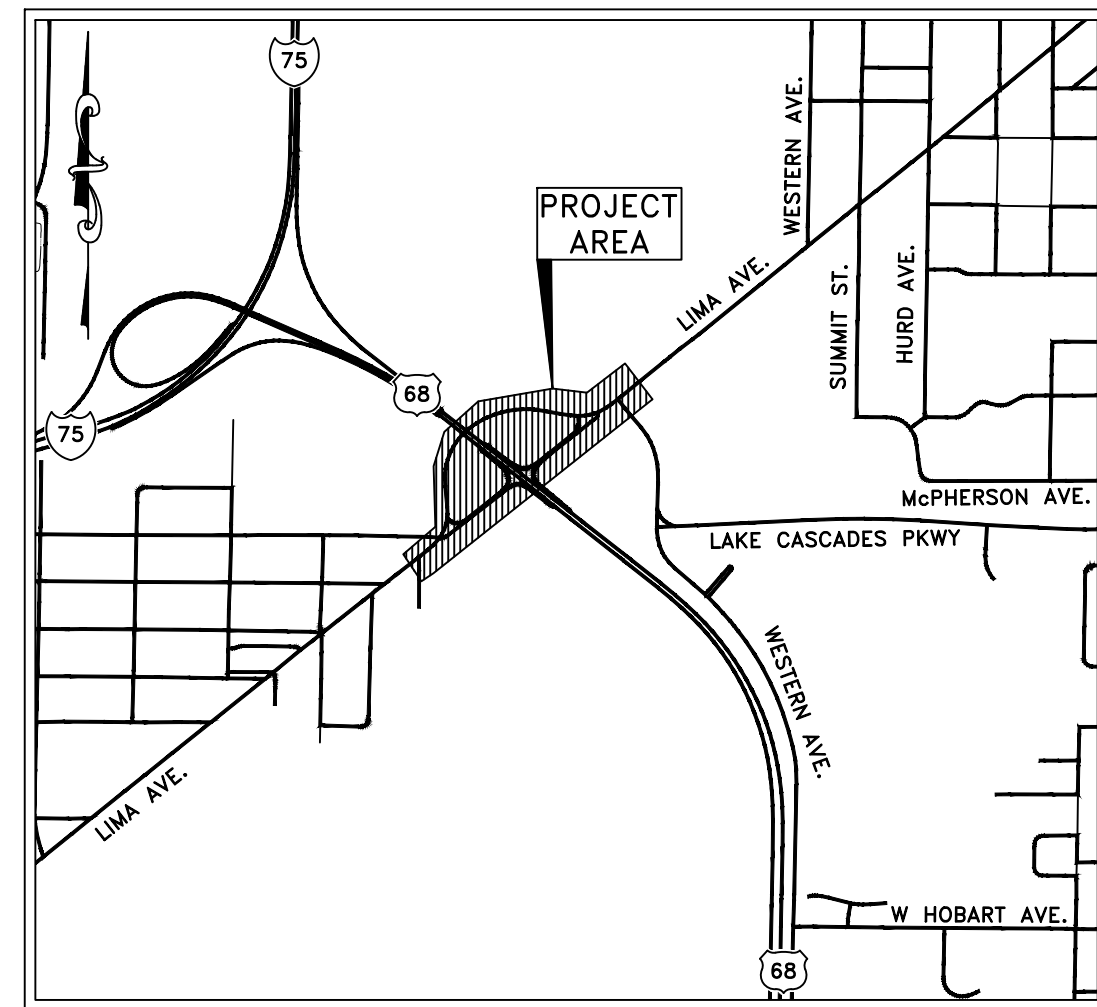 75
WESTERN AVE.
PROJECT
AREA
LIMA AVE.
SUMMIT ST.
HURD AVE.
68
75
McPHERSON AVE.
LAKE CASCADES PKWY
WESTERN AVE.
LIMA AVE.
W HOBART AVE.
68